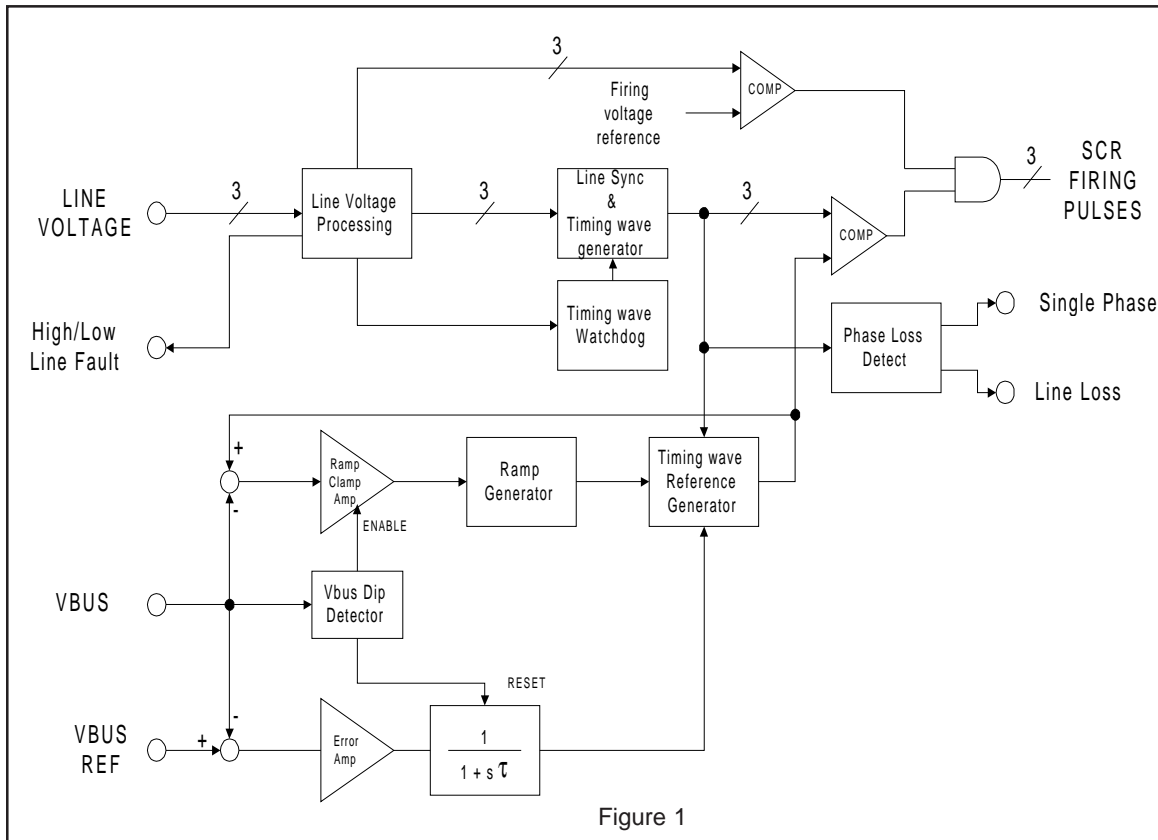 3
COMP
Firing
voltage
reference
3
SCR
FIRING
PULSES
LINE
VOLTAGE
3
Line Voltage
Processing
3
Line Sync
&
Timing wave
generator
3
COMP
High/Low
Line Fault
Timing wave
Watchdog
Phase Loss
Detect
Single Phase
Line Loss
+
-
Ramp
Clamp
Amp
ENABLE
Ramp
Generator
Timing wave
Reference
Generator
VBUS
Vbus Dip
Detector
RESET
VBUS
REF
+
-
Error
Amp
1
1 + s τ
Figure 1